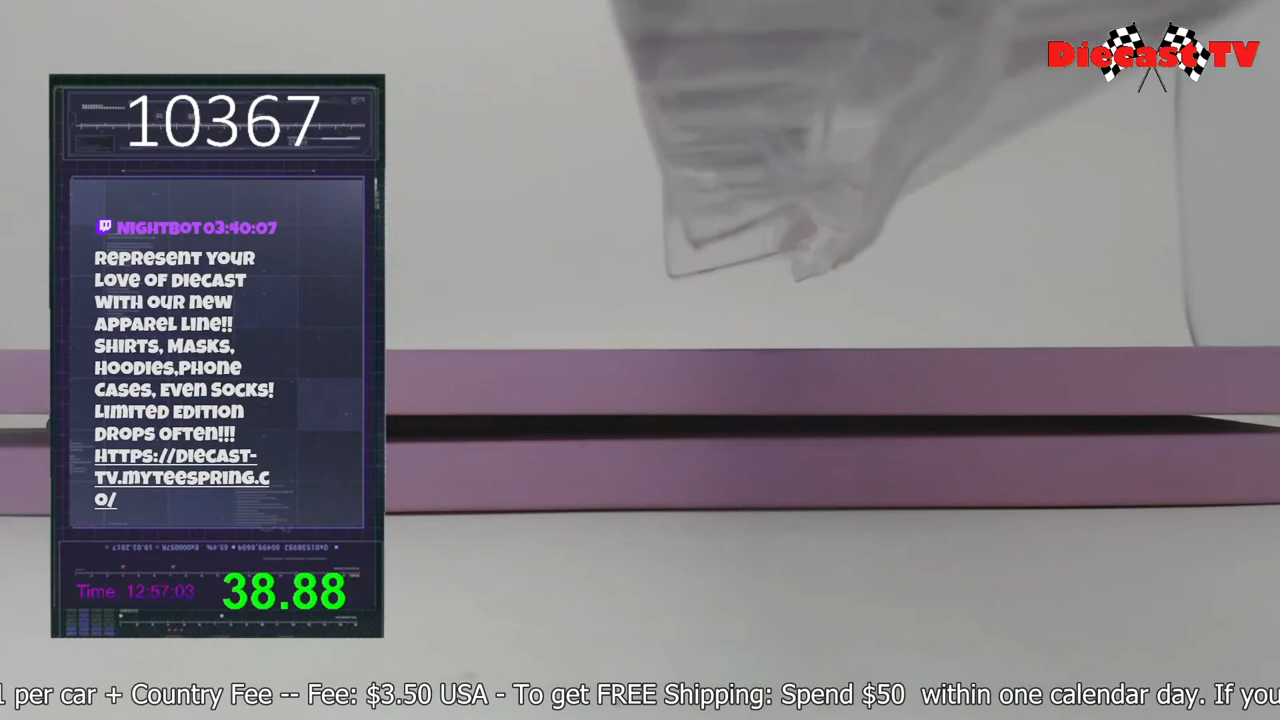 Diecast TV
10367
NIGHTBOT 03:40:07
REPRESENT YOUR
LOVE OF DIECAST
WITH OUR NEW
APPAREL LINE!!
SHIRTS, MASKS,
HOODIES,PHONE
CASES, EVEN SOCKS!
LIMITED EDITION
DROPS OFTEN!!!
HTTPS://DIECAST-
TV.MYTEESPRING.C
O/
Time: 12:57:03
38.88
1 per car + Country Fee -- Fee: $3.50 USA - To get FREE Shipping: Spend $50 within one calendar day. If you